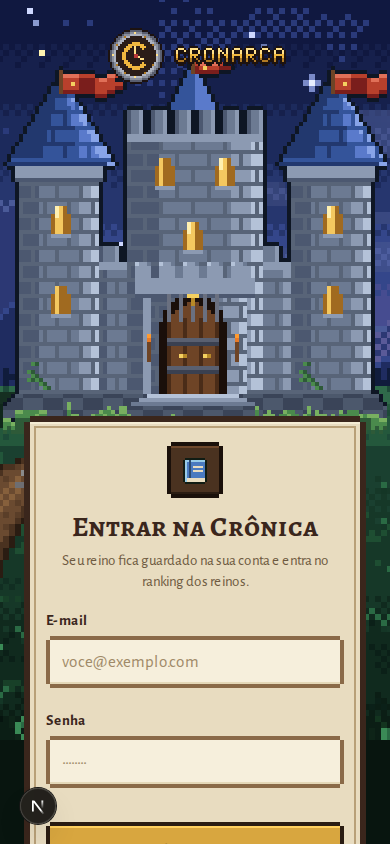 CRONARCA
Entrar na Crônica
Seu reino fica guardado na sua conta e entra no
ranking dos reinos.
E-mail
voce@exemplo.com
Senha
········
N